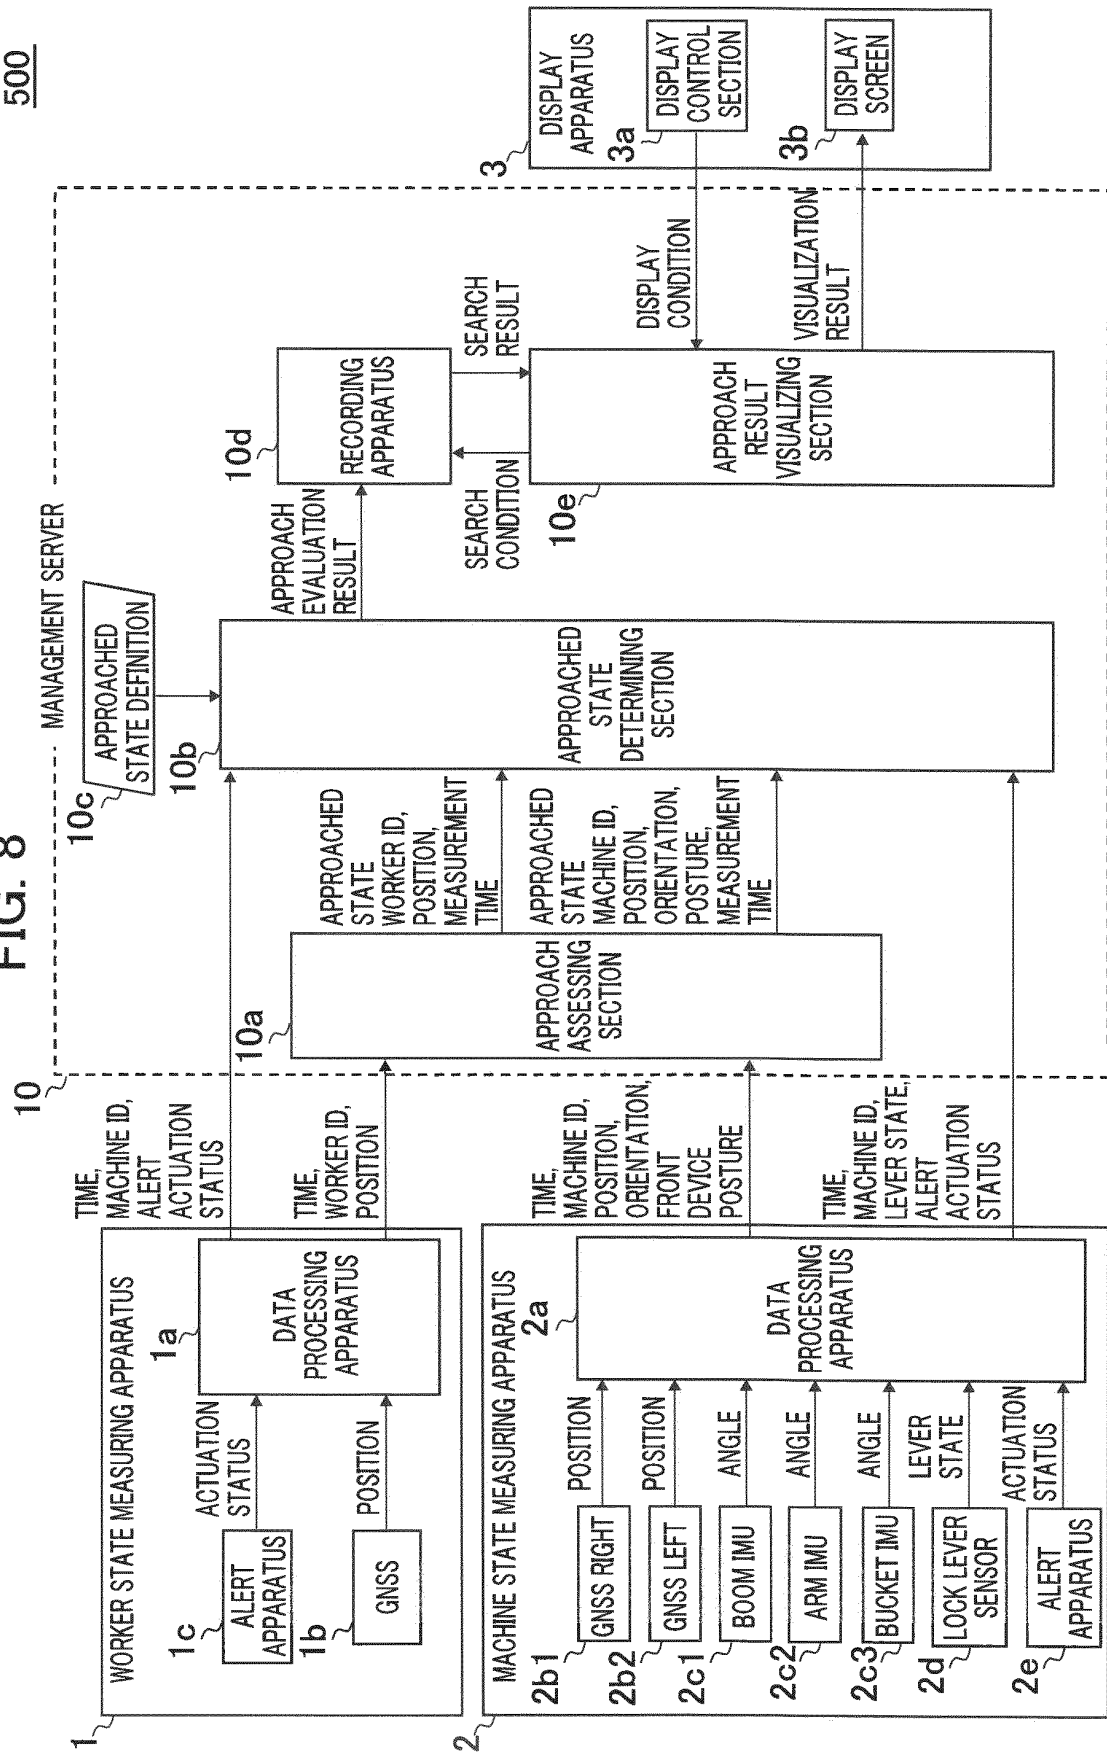 FIG. 8
500
10
MANAGEMENT SERVER
1
WORKER STATE MEASURING APPARATUS
1c
ALERT
APPARATUS
ACTUATION
STATUS
1b
GNSS
POSITION
1a
DATA
PROCESSING
APPARATUS
TIME,
MACHINE ID,
ALERT
ACTUATION
STATUS
TIME,
WORKER ID,
POSITION
2
MACHINE STATE MEASURING APPARATUS
2b1
GNSS RIGHT
POSITION
2b2
GNSS LEFT
POSITION
2c1
BOOM IMU
ANGLE
2c2
ARM IMU
ANGLE
2c3
BUCKET IMU
ANGLE
2d
LOCK LEVER
SENSOR
LEVER
STATE
2e
ALERT
APPARATUS
ACTUATION
STATUS
2a
DATA
PROCESSING
APPARATUS
TIME,
MACHINE ID,
POSITION,
ORIENTATION,
FRONT
DEVICE
POSTURE
TIME,
MACHINE ID,
LEVER STATE,
ALERT
ACTUATION
STATUS
10a
APPROACH
ASSESSING
SECTION
APPROACHED
STATE
WORKER ID,
POSITION,
MEASUREMENT
TIME
APPROACHED
STATE
MACHINE ID,
POSITION,
ORIENTATION,
POSTURE,
MEASUREMENT
TIME
10c
APPROACHED
STATE DEFINITION
10b
APPROACHED
STATE
DETERMINING
SECTION
APPROACH
EVALUATION
RESULT
10d
RECORDING
APPARATUS
SEARCH
CONDITION
SEARCH
RESULT
10e
APPROACH
RESULT
VISUALIZING
SECTION
DISPLAY
CONDITION
VISUALIZATION
RESULT
3
DISPLAY
APPARATUS
3a
DISPLAY
CONTROL
SECTION
3b
DISPLAY
SCREEN